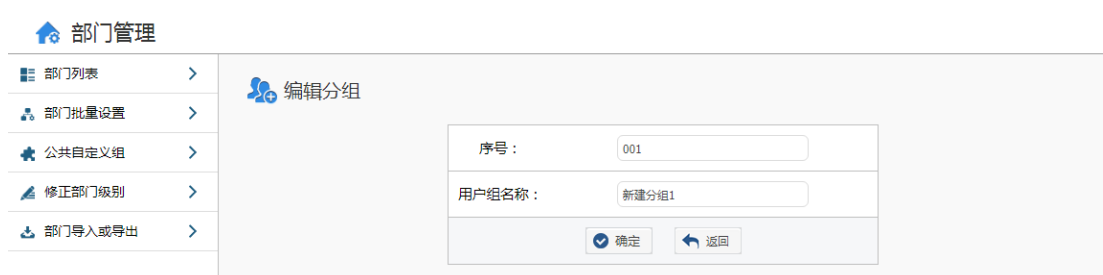 部门管理
部门列表
部门批量设置
公共自定义组
修正部门级别
部门导入或导出
编辑分组
序号： 001
用户组名称： 新建分组1
确定 返回